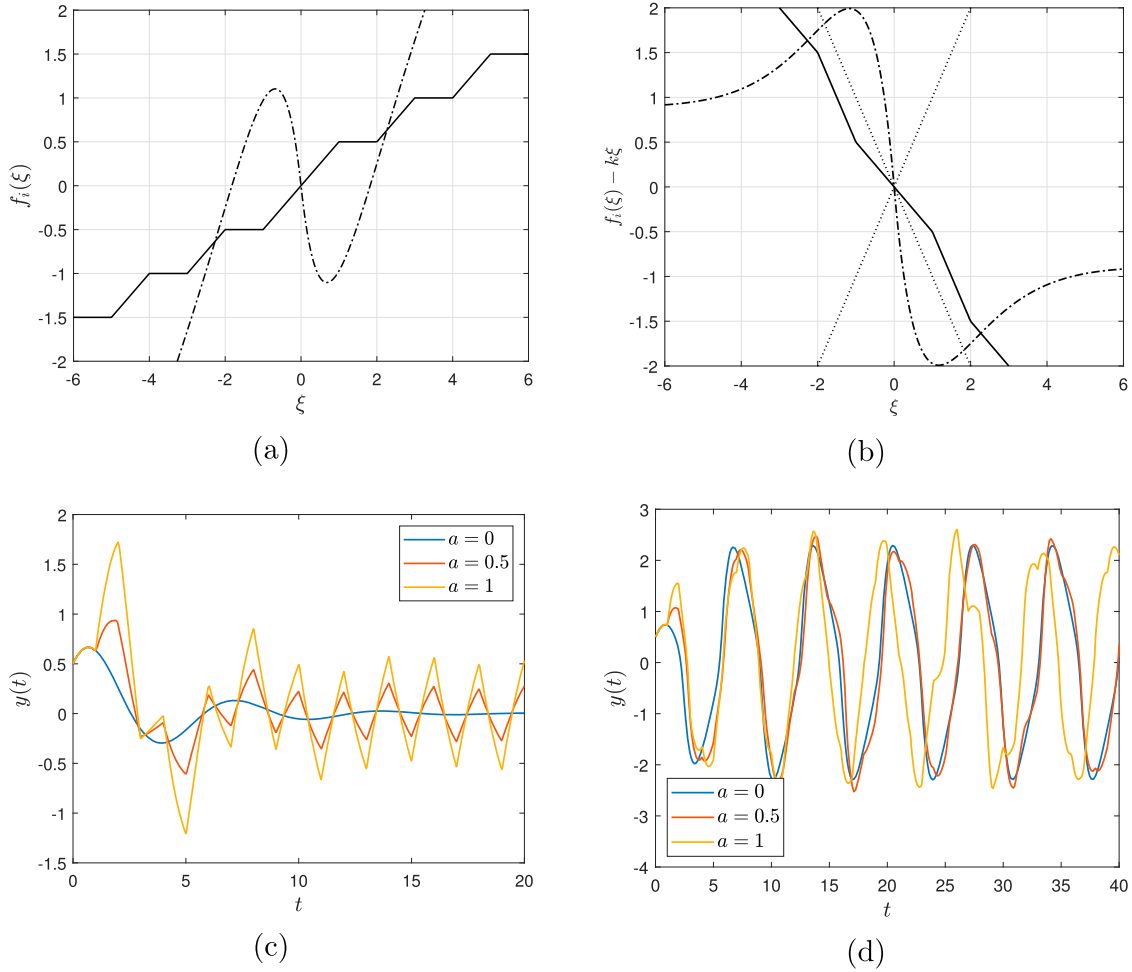 2
1.5
1
0.5
0
-0.5
-1
-1.5
-2
-6 -4 -2 0 2 4 6
f_i(ξ)
ξ
(a)
2
1.5
1
0.5
0
-0.5
-1
-1.5
-2
-6 -4 -2 0 2 4 6
f_i(ξ) − kξ
ξ
(b)
2
1.5
1
0.5
0
-0.5
-1
-1.5
0 5 10 15 20
y(t)
t
a = 0
a = 0.5
a = 1
(c)
3
2
1
0
-1
-2
-3
-4
0 5 10 15 20 25 30 35 40
y(t)
t
a = 0
a = 0.5
a = 1
(d)